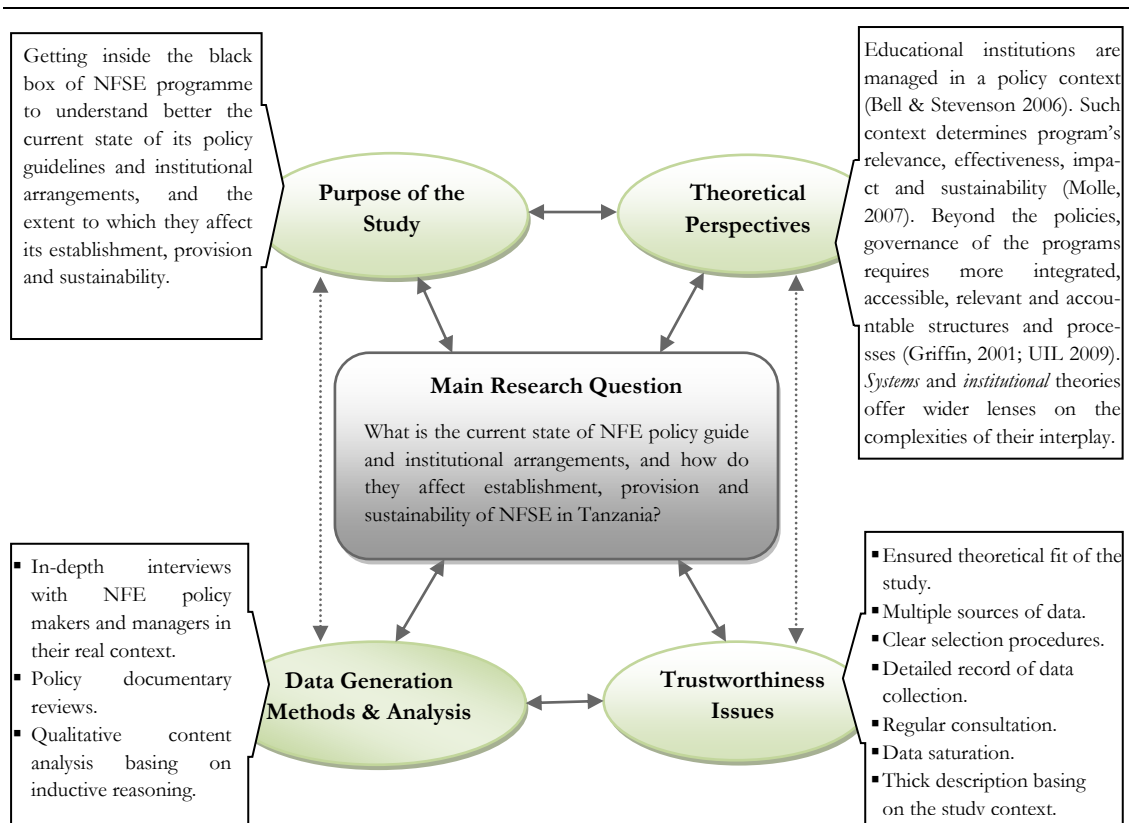 Getting inside the black
box of NFSE programme
to understand better the
current state of its policy
guidelines and institutional
arrangements, and the
extent to which they affect
its establishment, provision
and sustainability.
Purpose of the
Study
Theoretical
Perspectives
Educational institutions are
managed in a policy context
(Bell & Stevenson 2006). Such
context determines program's
relevance, effectiveness, impa-
ct and sustainability (Molle,
2007). Beyond the policies,
governance of the programs
requires more integrated,
accessible, relevant and accou-
ntable structures and proce-
sses (Griffin, 2001; UIL 2009).
Systems and institutional theories
offer wider lenses on the
complexities of their interplay.
Main Research Question
What is the current state of NFE policy guide
and institutional arrangements, and how do
they affect establishment, provision and
sustainability of NFSE in Tanzania?
▪ In-depth interviews
with NFE policy
makers and managers in
their real context.
▪ Policy documentary
reviews.
▪ Qualitative content
analysis basing on
inductive reasoning.
Data Generation
Methods & Analysis
Trustworthiness
Issues
▪ Ensured theoretical fit of the
study.
▪ Multiple sources of data.
▪ Clear selection procedures.
▪ Detailed record of data
collection.
▪ Regular consultation.
▪ Data saturation.
▪ Thick description basing
on the study context.